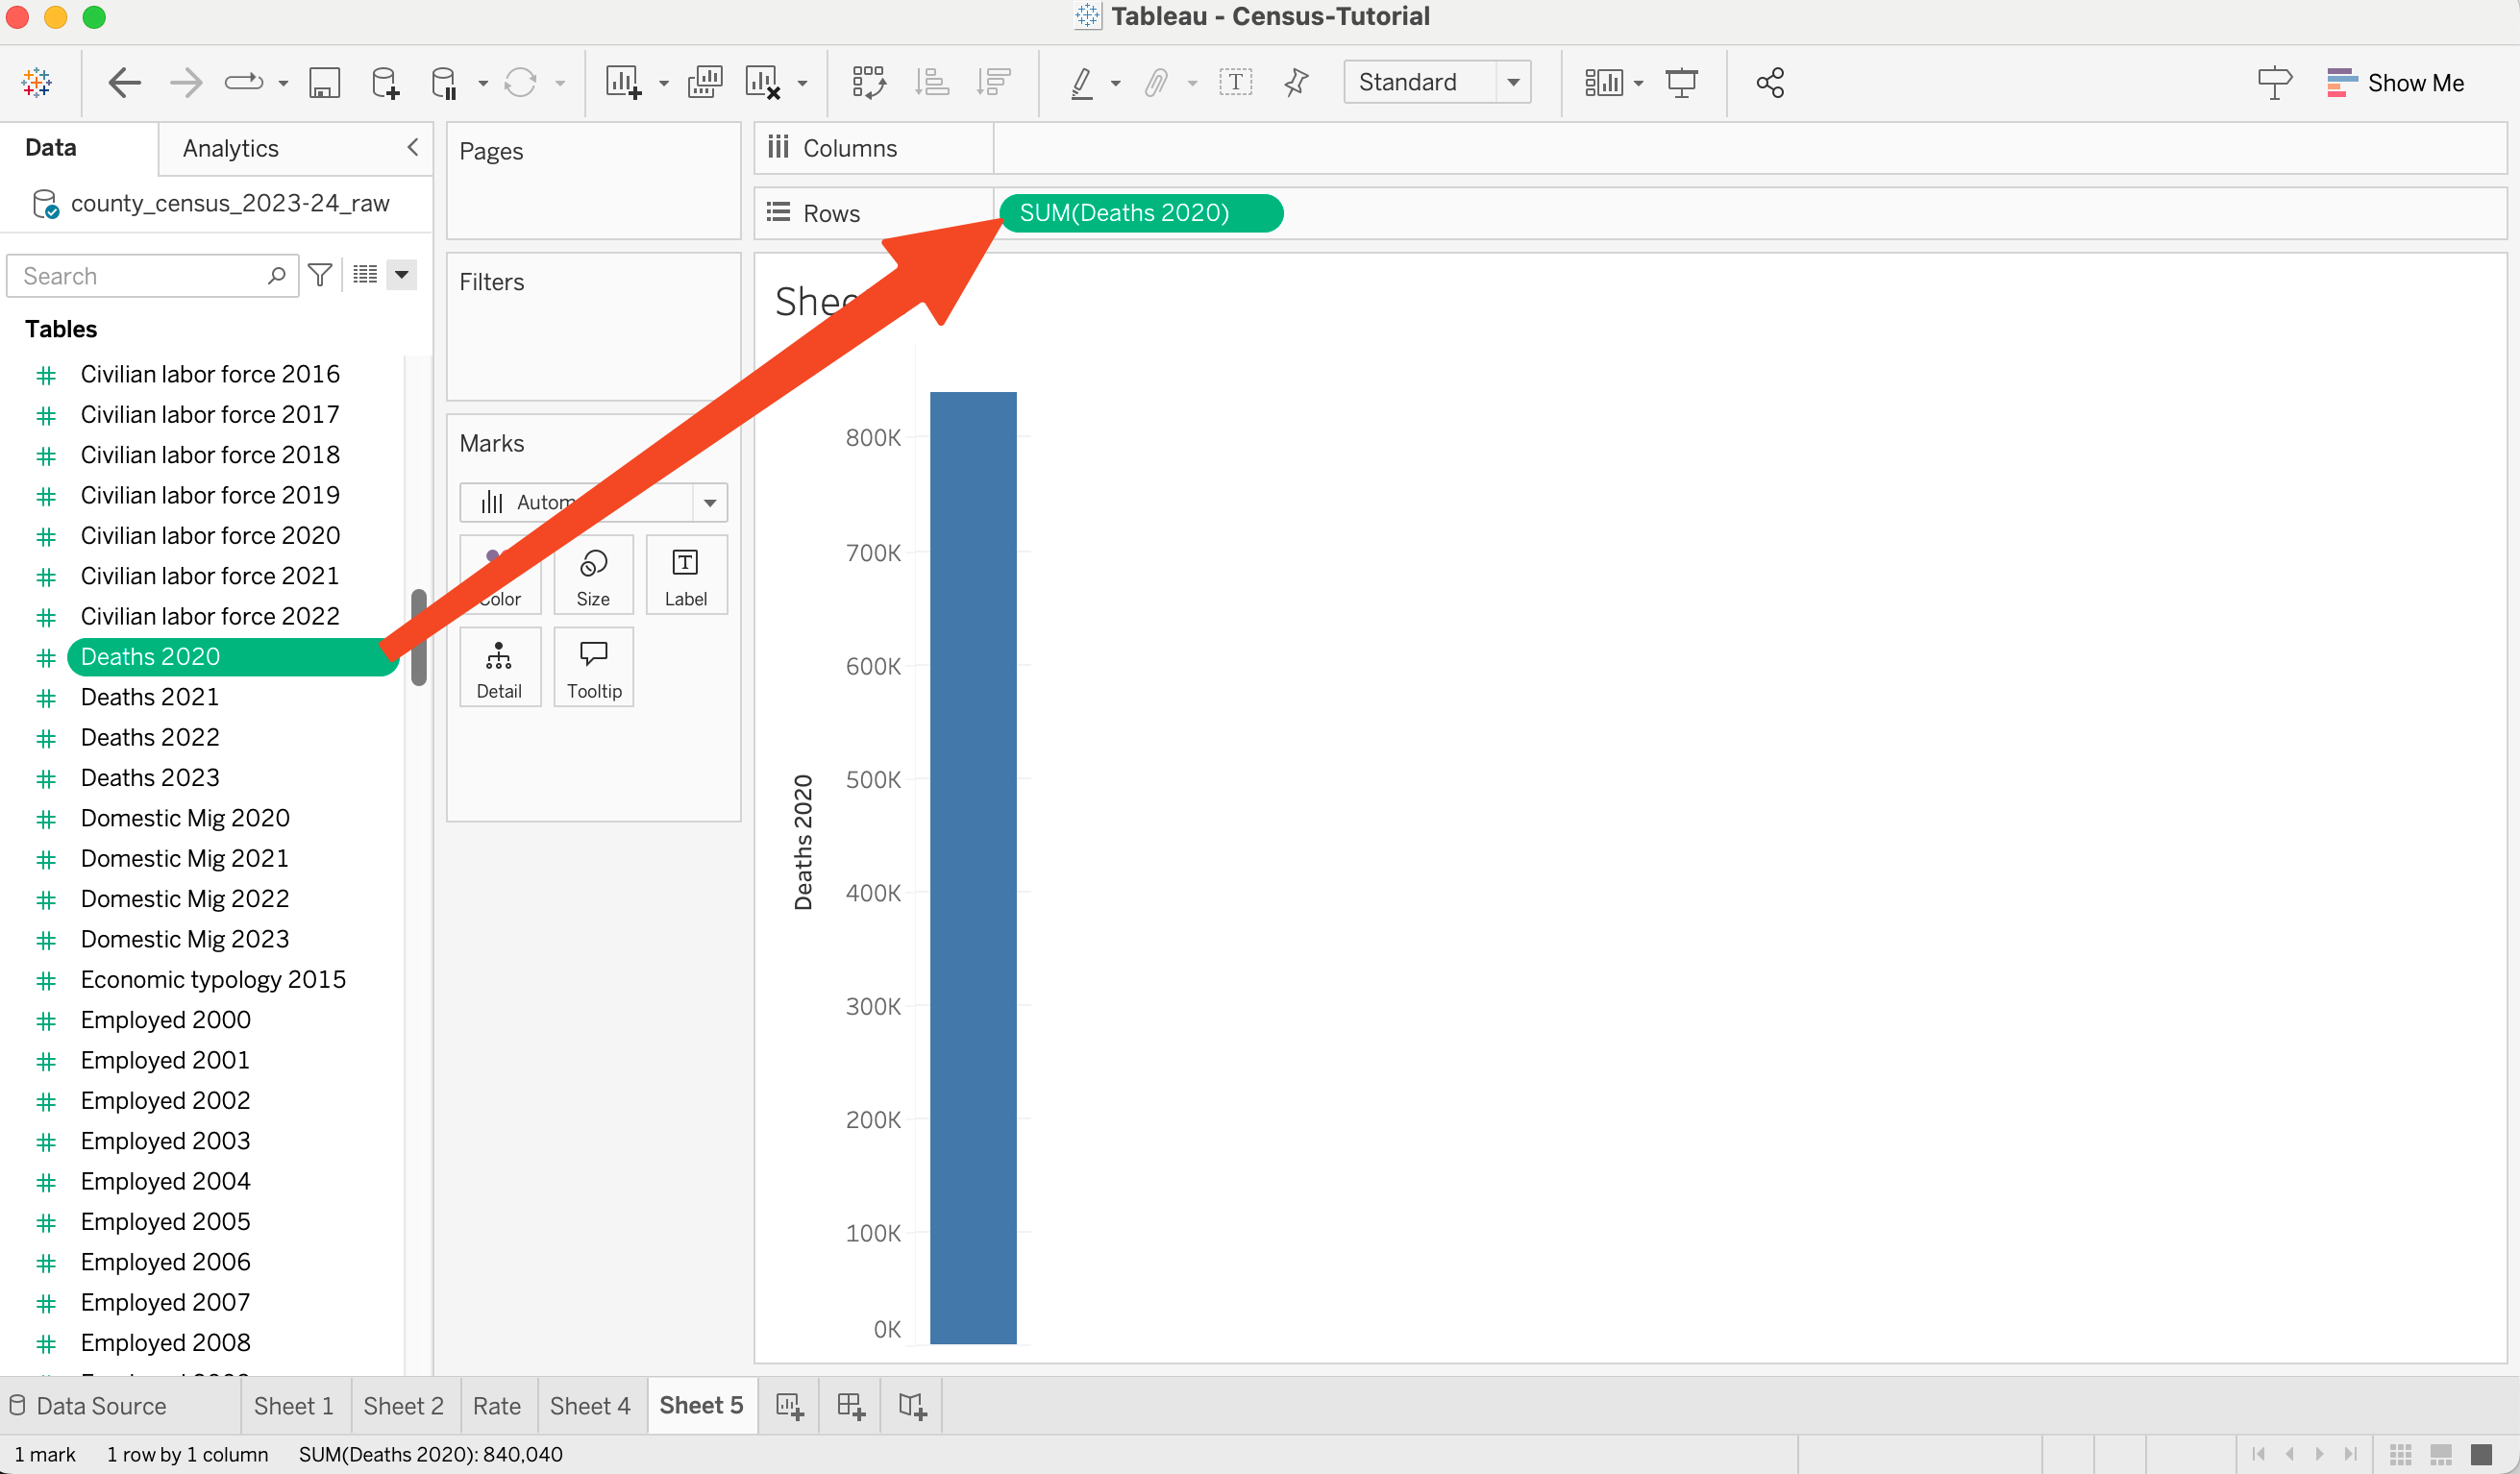 Tableau - Census-Tutorial
Standard
Show Me
Data
Analytics
county_census_2023-24_raw
Search
Tables
Civilian labor force 2016
Civilian labor force 2017
Civilian labor force 2018
Civilian labor force 2019
Civilian labor force 2020
Civilian labor force 2021
Civilian labor force 2022
Deaths 2020
Deaths 2021
Deaths 2022
Deaths 2023
Domestic Mig 2020
Domestic Mig 2021
Domestic Mig 2022
Domestic Mig 2023
Economic typology 2015
Employed 2000
Employed 2001
Employed 2002
Employed 2003
Employed 2004
Employed 2005
Employed 2006
Employed 2007
Employed 2008
Pages
Filters
Marks
Color
Size
Label
Detail
Tooltip
Columns
Rows
SUM(Deaths 2020)
Deaths 2020
800K
700K
600K
500K
400K
300K
200K
100K
0K
Data Source
Sheet 1
Sheet 2
Rate
Sheet 4
Sheet 5
1 mark
1 row by 1 column
SUM(Deaths 2020): 840,040